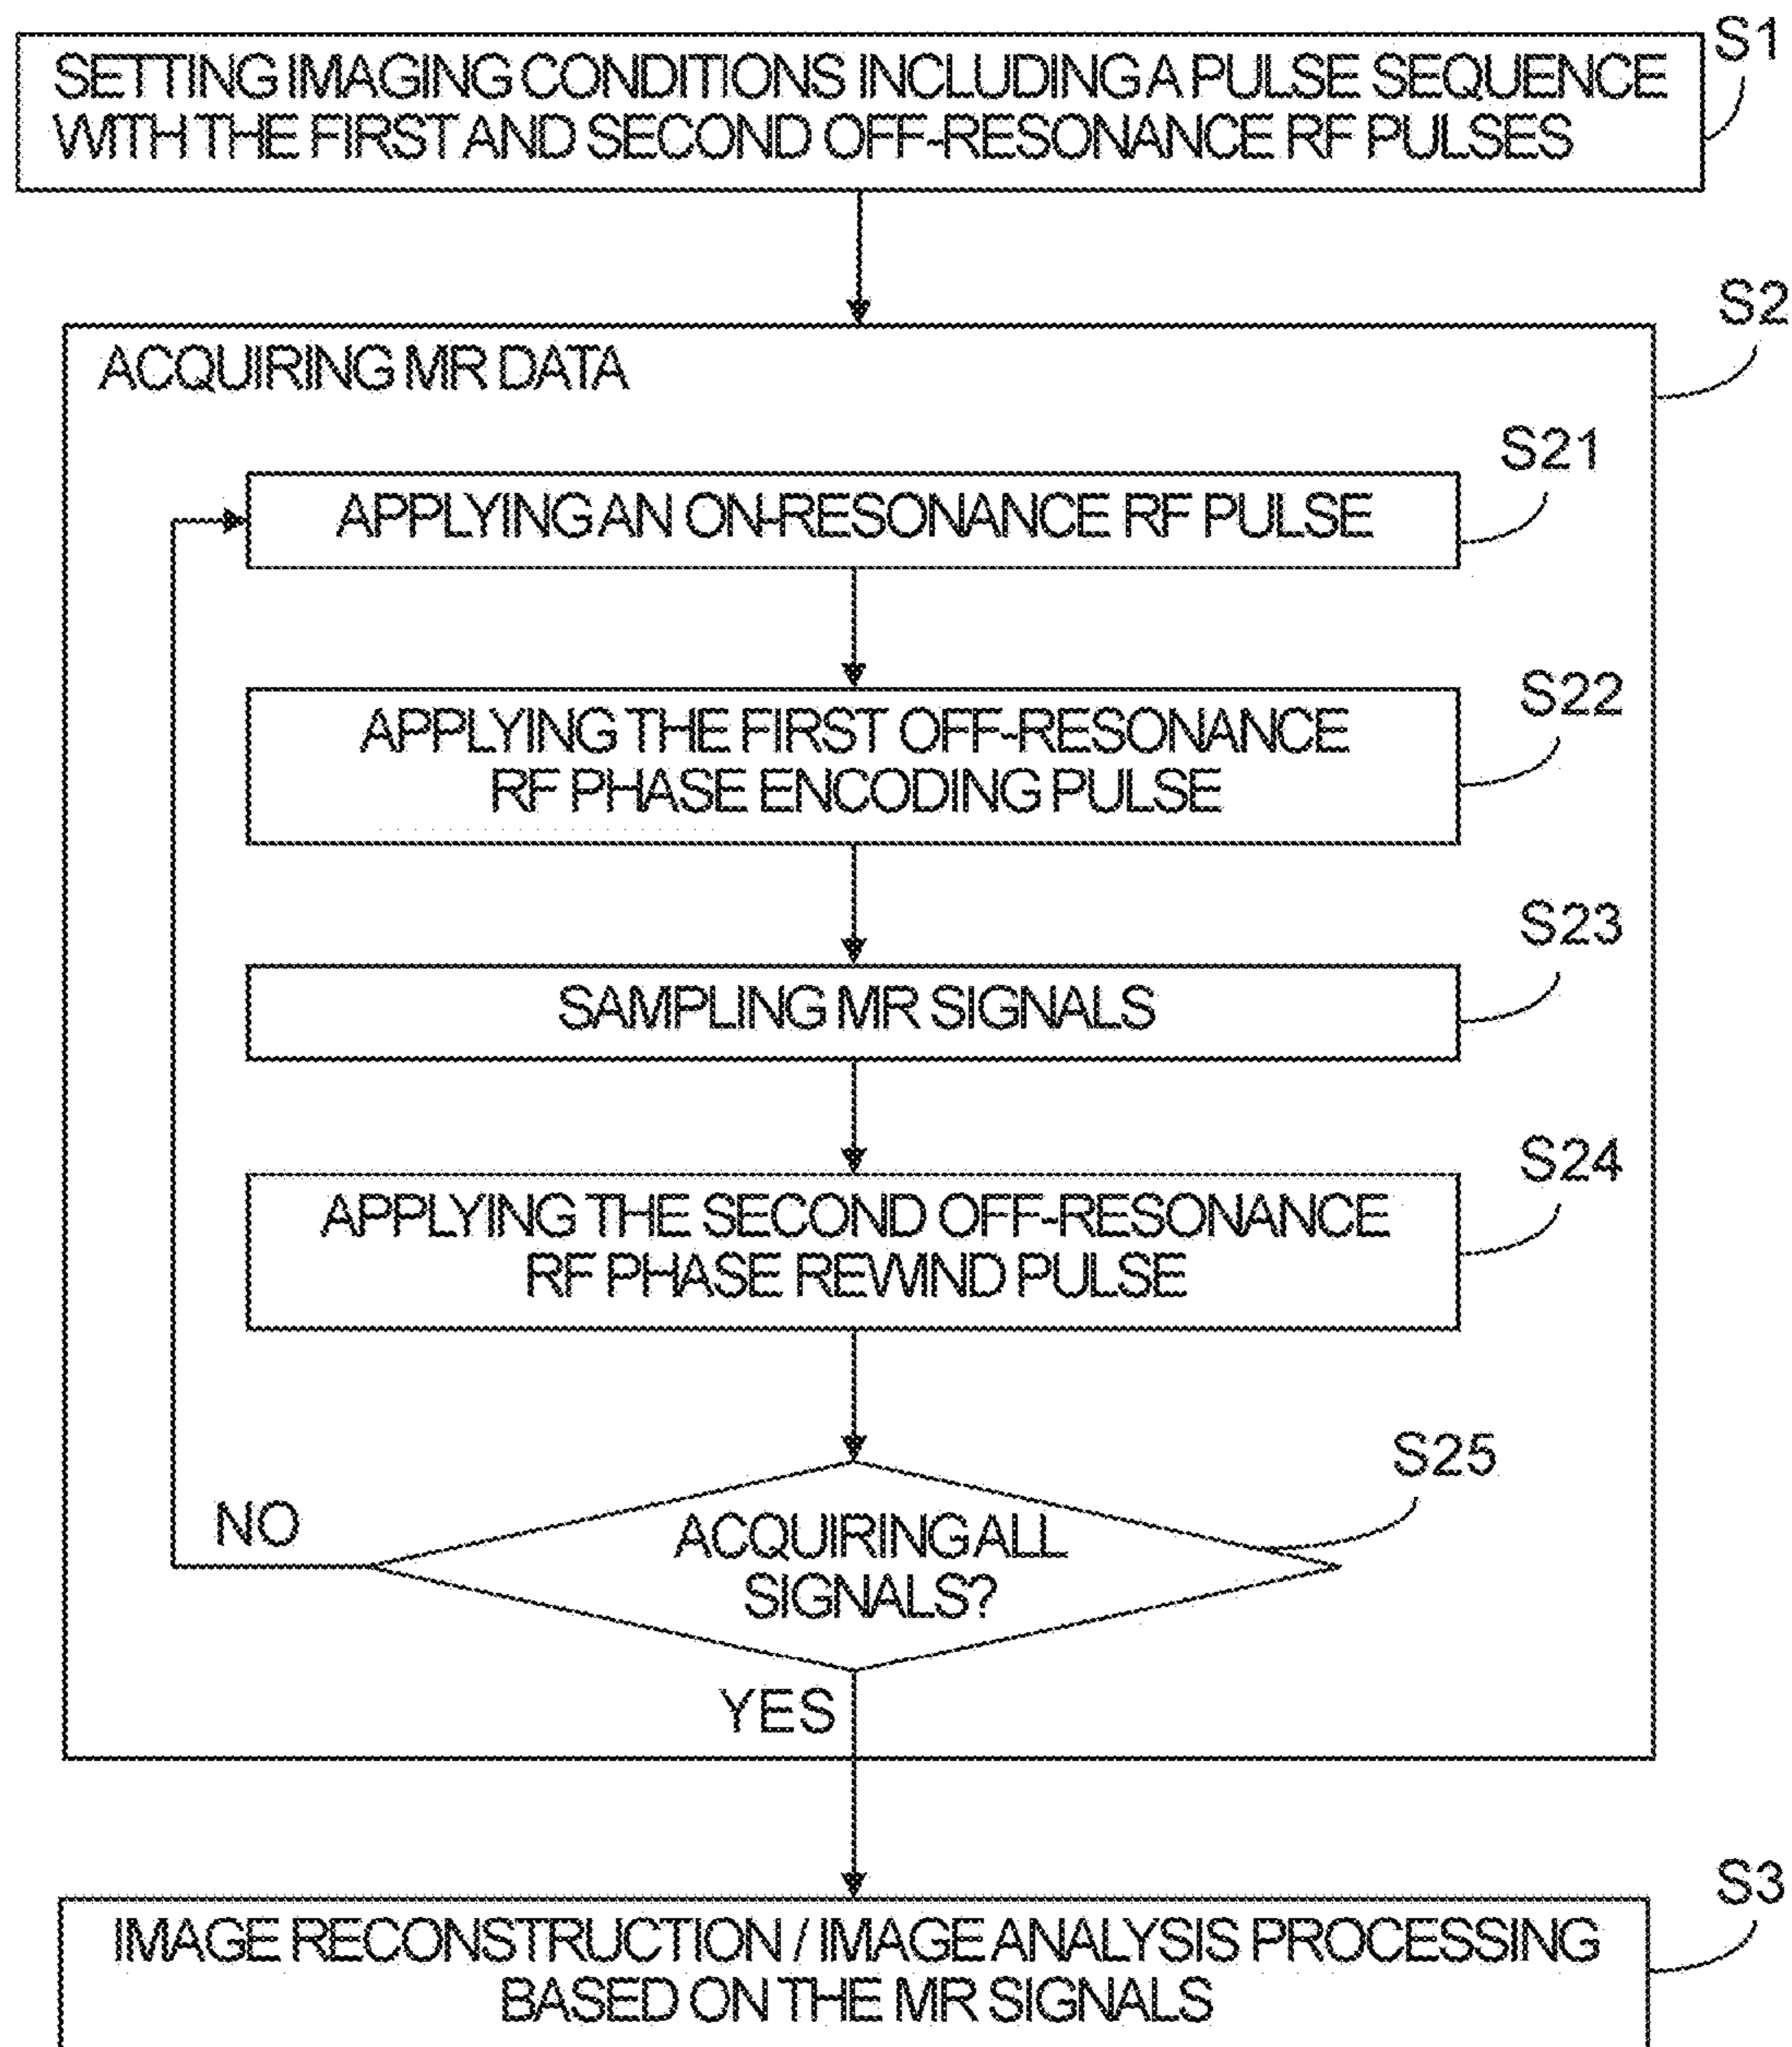 S1
SETTING IMAGING CONDITIONS INCLUDING A PULSE SEQUENCE
WITH THE FIRST AND SECOND OFF-RESONANCE RF PULSES
S2
ACQUIRING MR DATA
S21
APPLYING AN ON-RESONANCE RF PULSE
S22
APPLYING THE FIRST OFF-RESONANCE
RF PHASE ENCODING PULSE
S23
SAMPLING MR SIGNALS
S24
APPLYING THE SECOND OFF-RESONANCE
RF PHASE REWIND PULSE
S25
NO
ACQUIRING ALL
SIGNALS?
YES
S3
IMAGE RECONSTRUCTION / IMAGE ANALYSIS PROCESSING
BASED ON THE MR SIGNALS